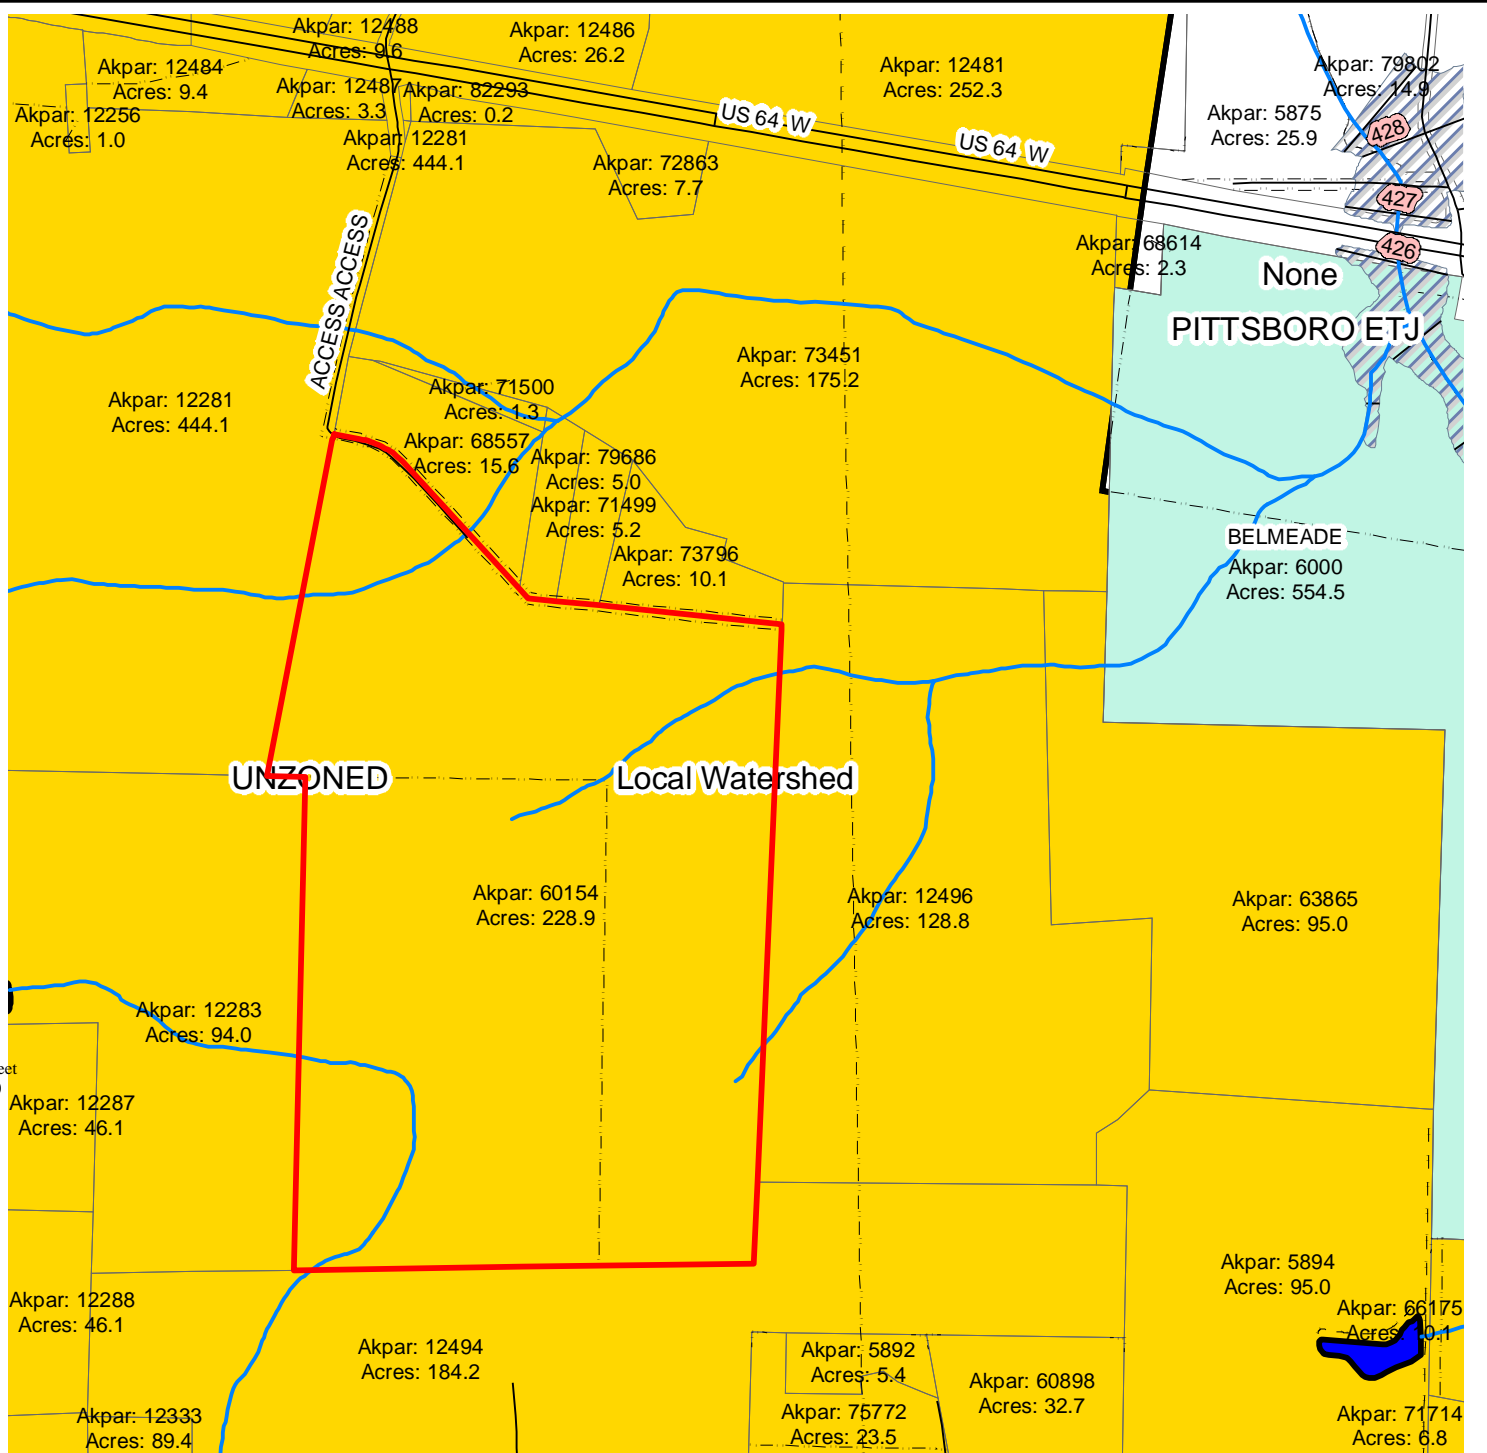 Akpar: 12488
Acres: 9.6
Akpar: 12486
Acres: 26.2
Akpar: 12484
Acres: 9.4
Akpar: 12487
Acres: 3.3
Akpar: 82293
Acres: 0.2
Akpar: 12481
Acres: 252.3
Akpar: 79802
Acres: 14.9
Akpar: 12256
Acres: 1.0
Akpar: 12281
Acres: 444.1
US 64 W
US 64 W
Akpar: 5875
Acres: 25.9
428
427
426
Akpar: 72863
Acres: 7.7
ACCESS ACCESS
Akpar: 68614
Acres: 2.3
None
PITTSBORO ETJ
Akpar: 73451
Acres: 175.2
Akpar: 12281
Acres: 444.1
Akpar: 71500
Acres: 1.3
Akpar: 68557
Acres: 15.6
Akpar: 79686
Acres: 5.0
Akpar: 71499
Acres: 5.2
Akpar: 73796
Acres: 10.1
BELMEADE
Akpar: 6000
Acres: 554.5
UNZONED
Local Watershed
Akpar: 60154
Acres: 228.9
Akpar: 12496
Acres: 128.8
Akpar: 63865
Acres: 95.0
Akpar: 12283
Acres: 94.0
eet
Akpar: 12287
Acres: 46.1
Akpar: 5894
Acres: 95.0
Akpar: 12288
Acres: 46.1
Akpar: 66175
Acres: 10.1
Akpar: 12494
Acres: 184.2
Akpar: 5892
Acres: 5.4
Akpar: 60898
Acres: 32.7
Akpar: 12333
Acres: 89.4
Akpar: 75772
Acres: 23.5
Akpar: 71714
Acres: 6.8